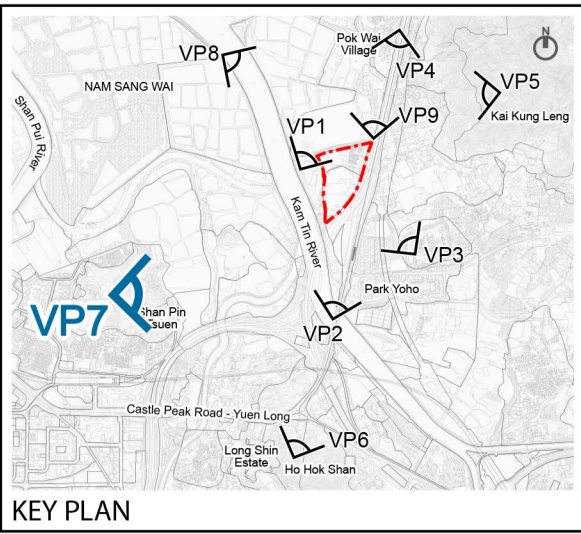 N
Pok Wai
Village
VP8
VP4
NAM SANG WAI
VP5
Shan Pui River
Kai Kung Leng
VP9
VP1
Kam Tin River
VP3
Park Yoho
VP7
Shan Pin
Tsuen
VP2
Castle Peak Road - Yuen Long
VP6
Long Shin
Estate
Ho Hok Shan
KEY PLAN